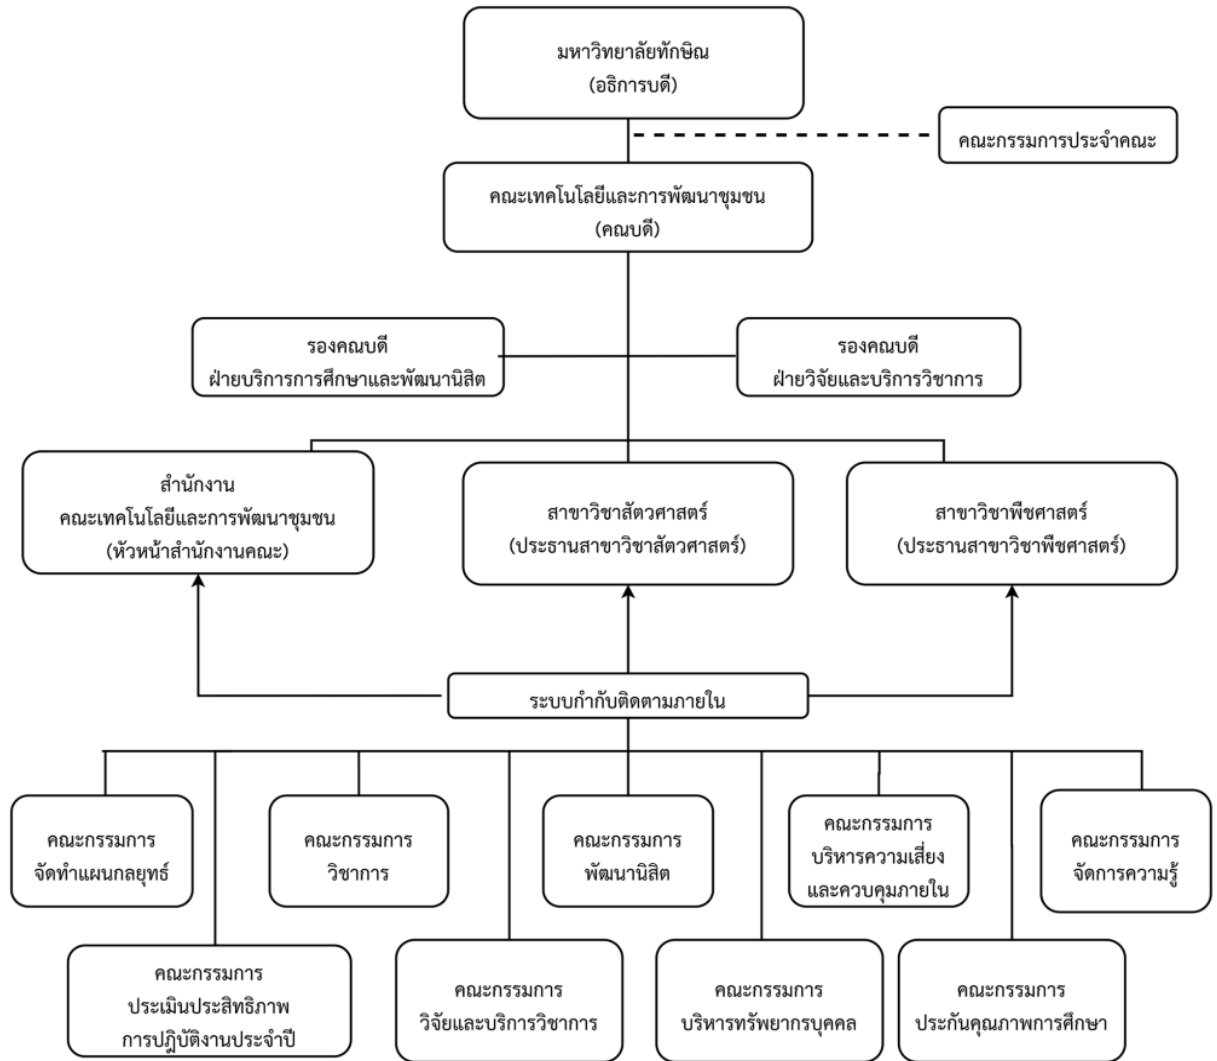 มหาวิทยาลัยทักษิณ
(อธิการบดี)
คณะกรรมการประจำคณะ
คณะเทคโนโลยีและการพัฒนาชุมชน
(คณบดี)
รองคณบดี
ฝ่ายบริการการศึกษาและพัฒนานิสิต
รองคณบดี
ฝ่ายวิจัยและบริการวิชาการ
สำนักงาน
คณะเทคโนโลยีและการพัฒนาชุมชน
(หัวหน้าสำนักงานคณะ)
สาขาวิชาสัตวศาสตร์
(ประธานสาขาวิชาสัตวศาสตร์)
สาขาวิชาพืชศาสตร์
(ประธานสาขาวิชาพืชศาสตร์)
ระบบกำกับติดตามภายใน
คณะกรรมการ
จัดทำแผนกลยุทธ์
คณะกรรมการ
วิชาการ
คณะกรรมการ
พัฒนานิสิต
คณะกรรมการ
บริหารความเสี่ยง
และควบคุมภายใน
คณะกรรมการ
จัดการความรู้
คณะกรรมการ
ประเมินประสิทธิภาพ
การปฏิบัติงานประจำปี
คณะกรรมการ
วิจัยและบริการวิชาการ
คณะกรรมการ
บริหารทรัพยากรบุคคล
คณะกรรมการ
ประกันคุณภาพการศึกษา